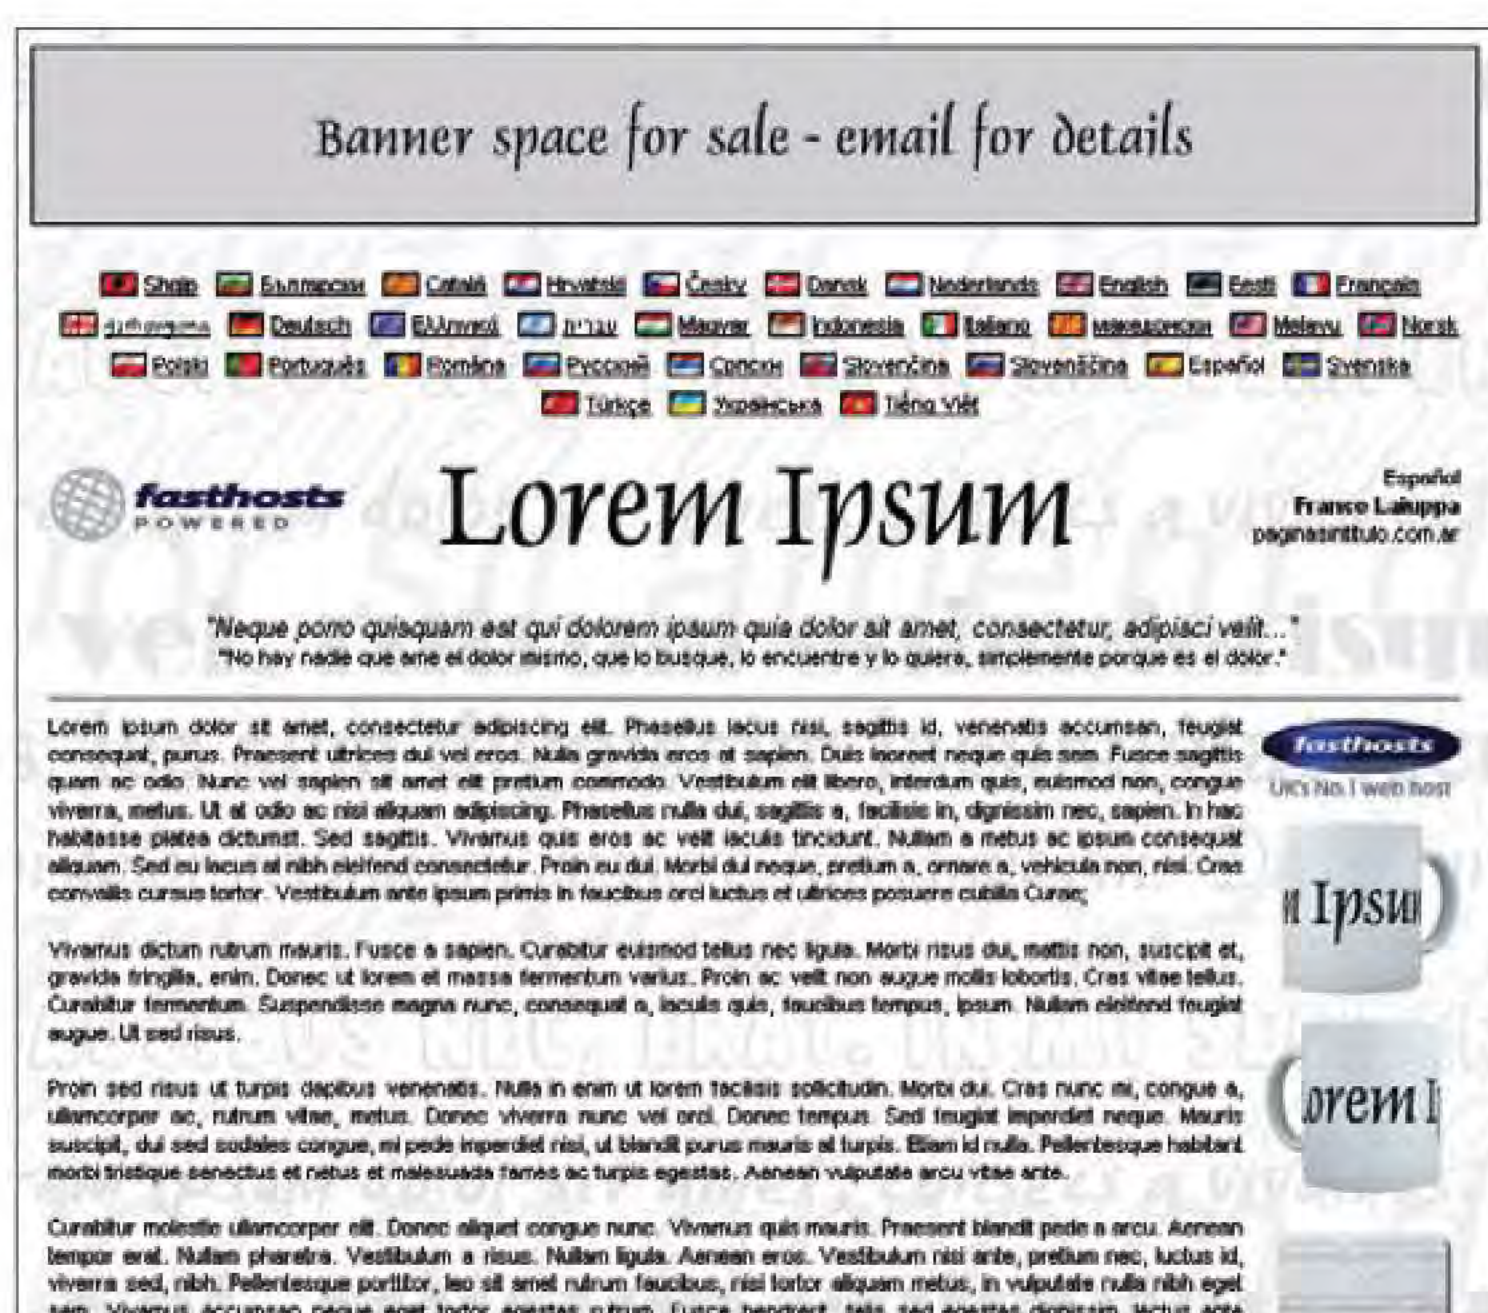 Banner space for sale - email for details
Shqip Български Català Hrvatski Česky Dansk Nederlands English Eesti Français
Deutsch Ελληνικά עברית Magyar Indonesia Italiano македонски Melayu Norsk
Polski Português Româna Русский Српски Slovenčina Slovenščina Español Svenska
Türkçe Українська Tiếng Việt
fasthosts
POWERED
Lorem Ipsum
Español
Franco Laiuppa
paginasinttulo.com.ar
"Neque porro quisquam est qui dolorem ipsum quia dolor sit amet, consectetur, adipisci velit..."
"No hay nadie que ame el dolor mismo, que lo busque, lo encuentre y lo quiera, simplemente porque es el dolor."
Lorem ipsum dolor sit amet, consectetur adipiscing elit. Phasellus lacus nisi, sagittis id, venenatis accumsan, feugiat
consequat, purus. Praesent ultrices dui vel eros. Nulla gravida eros at sapien. Duis laoreet neque quis sem. Fusce sagittis
quam ac odio. Nunc vel sapien sit amet elit pretium commodo. Vestibulum elit libero, interdum quis, euismod non, congue
viverra, metus. Ut at odio ac nisi aliquam adipiscing. Phasellus nulla dui, sagittis a, facilisis in, dignissim nec, sapien. In hac
habitasse platea dictumst. Sed sagittis. Vivamus quis eros ac velit iaculis tincidunt. Nullam a metus ac ipsum consequat
aliquam. Sed eu lacus at nibh eleifend consectetur. Proin eu dui. Morbi dui neque, pretium a, ornare a, vehicula non, nisi. Cras
convallis cursus tortor. Vestibulum ante ipsum primis in faucibus orci luctus et ultrices posuere cubilia Curae;
Vivamus dictum rutrum mauris. Fusce a sapien. Curabitur euismod tellus nec ligula. Morbi risus dui, mattis non, suscipit et,
gravida fringilla, enim. Donec ut lorem et massa fermentum varius. Proin ac velit non augue mollis lobortis. Cras vitae tellus.
Curabitur fermentum. Suspendisse magna nunc, consequat a, iaculis quis, faucibus tempus, ipsum. Nullam eleifend feugiat
augue. Ut sed risus.
Proin sed risus ut turpis dapibus venenatis. Nulla in enim ut lorem facilisis sollicitudin. Morbi dui. Cras nunc mi, congue a,
ullamcorper ac, rutrum vitae, metus. Donec viverra nunc vel orci. Donec tempus. Sed feugiat imperdiet neque. Mauris
suscipit, dui sed sodales congue, mi pede imperdiet nisi, ut blandit purus mauris at turpis. Etiam id nulla. Pellentesque habitant
morbi tristique senectus et netus et malesuada fames ac turpis egestas. Aenean vulputate arcu vitae ante.
Curabitur molestie ullamcorper elit. Donec aliquet congue nunc. Vivamus quis mauris. Praesent blandit pede a arcu. Aenean
tempor erat. Nullam pharetra. Vestibulum a risus. Nullam ligula. Aenean eros. Vestibulum nisi ante, pretium nec, luctus id,
viverra sed, nibh. Pellentesque porttitor, leo sit amet rutrum faucibus, nisi tortor aliquam metus, in vulputate nulla nibh eget
sem. Vivamus accumsan neque eget tortor egestas rutrum. Fusce hendrerit, felis sed egestas dignissim, lectus ante
fasthosts
UK's No.1 web host
m Ipsum
orem I